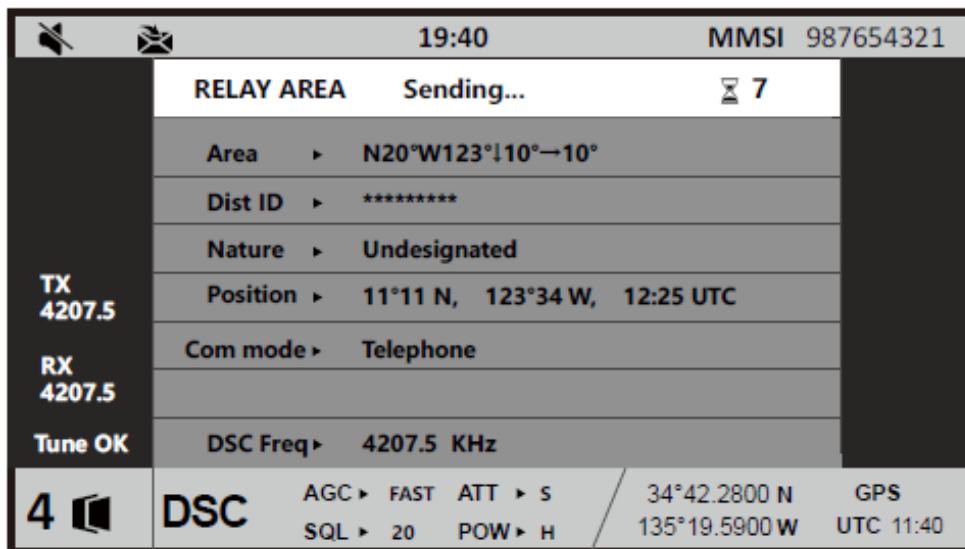 19:40 MMSI 987654321
RELAY AREA Sending... 7
Area ▸ N20°W123°↓10°→10°
Dist ID ▸ *********
Nature ▸ Undesignated
Position ▸ 11°11 N, 123°34 W, 12:25 UTC
Com mode ▸ Telephone
DSC Freq ▸ 4207.5 KHz
TX
4207.5
RX
4207.5
Tune OK
4 DSC
AGC ▸ FAST ATT ▸ S
SQL ▸ 20 POW ▸ H
34°42.2800 N
135°19.5900 W
GPS
UTC 11:40